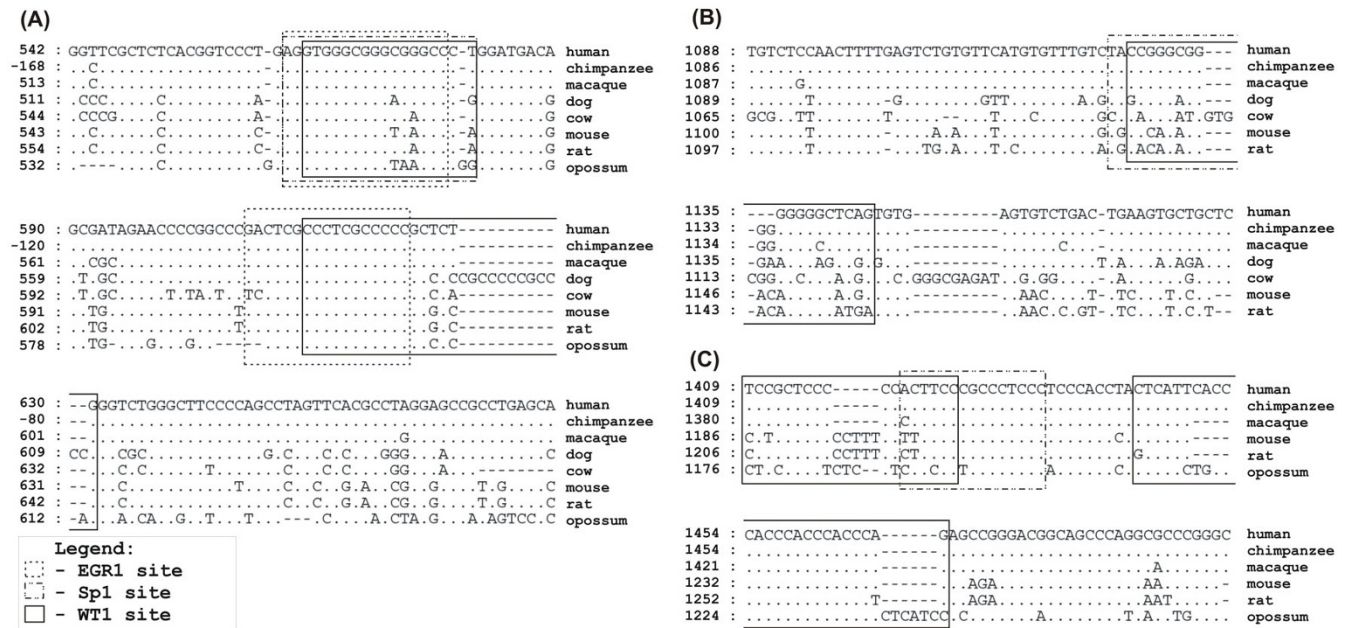 (A)
542 : GGTTCGCTCTCACGGTCCCT-GAGGTGGGCGGGCGGGCCC-TGGATGACA human
-168 : ..C.................-...................-......... chimpanzee
513 : ..C.................-...................-......... macaque
511 : .CCC.....C.........A-............A.......-G.......G dog
544 : .CCCG....C.........A-..............A.....-........G cow
543 : ..C......C.........C-............T.A.....-A.......G mouse
554 : ..C......C.........C-..............A.....-A.......G rat
532 : .----....C..........G............TAA....GG.......G opossum
590 : GCGATAGAACCCCGGCCCGACTCGCCCTCGCCCCCGCTCT---------- human
-120 : ........................................---------- chimpanzee
561 : ..CGC...................................---------- macaque
559 : .T.GC................................C.CCGCCCCCGCC dog
592 : .T.GC.....T.TA.T..TC.................C.A---------- cow
591 : ..TG.............T...................G.C---------- mouse
602 : ..TG.............T...................G.C---------- rat
578 : ..TG-...G...G..-----.................C.C---------- opossum
630 : --GGGTCTGGGCTTCCCCAGCCTAGTTCACGCCTAGGAGCCGCCTGAGCA human
-80 : --................................................ chimpanzee
601 : --................................G............... macaque
609 : CC...CGC............G.C...C.C...GGG...A..........C dog
632 : --...C.C......T.......C...C.C...GG..A...-------- cow
631 : --...C...........T....C..C.GA..CG..G....TG....C mouse
642 : --...C................C..C.GA..CG..G....TG....C rat
612 : -A...ACA..G..T..T...---..C...ACTA.G...A.AGTCC.C opossum
Legend:
- EGR1 site
- Sp1 site
- WT1 site
(B)
1088 : TGTCTCCAACTTTTGAGTCTGTGTTCATGTGTTTGTCTACCGGGCGG--- human
1086 : ...............................................--- chimpanzee
1087 : .....G.........................................--- macaque
1089 : ......T........-G........GTT.......A.G.G....A..--- dog
1065 : GCG..TT.......T.....--..T...C.....GC.A....AT.GTG cow
1100 : ......T...........-...A.A...T.........G.G..CA.A..--- mouse
1097 : ......T...........-TG.A...T.C........A.G.ACA.A..--- rat
1135 : ---GGGGGCTCAGTGTG---------AGTGTCTGAC-TGAAGTGCTGCTC human
1133 : -GG..............---------..........-............. chimpanzee
1134 : -GG....C.........---------......C...-............. macaque
1135 : -GAA...AG..G.G...---------..........T.A....A.AGA... dog
1113 : CGG..C...A.G...C.GGGCGAGAT.G.GG.....-A......G..... cow
1146 : -ACA.....A.G.....---------..AAC....T-.TC...T.C.... mouse
1143 : -ACA.....ATGA....---------..AAC.C.GT-.TC...T.C.T.. rat
(C)
1409 : TCCGCTCCC-----CCACTTCCCGCCCTCCCTCCCACCTACTCATTCACC human
1409 : .........-----..............................---- chimpanzee
1380 : .........-----..C...........................---- macaque
1186 : C.T......CCTTT.TT....................C......---- mouse
1206 : C........CCTTT.CT......................G....---- rat
1176 : CT.C....TCTC--TC..C..T........A......C......CTG.. opossum
1454 : CACCCACCCACCCA------GAGCCGGGACGGCAGCCCAGGCGCCCGGGC human
1454 : ..............------.............................. chimpanzee
1421 : ..............------......................A....... macaque
1232 : ..............------...AGA...............AA......- mouse
1252 : .............T------...AGA...............AAT.....- rat
1224 : ..............CTCATCC.C........A.........T.A..TG.. opossum